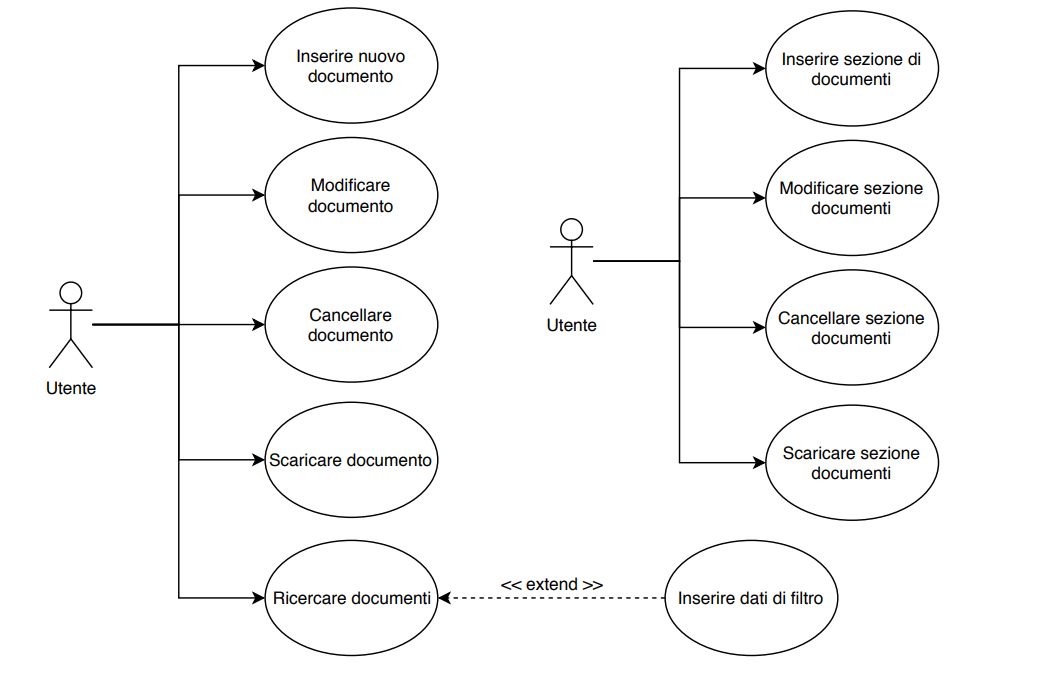 Inserire nuovo
documento
Modificare
documento
Cancellare
documento
Utente
Scaricare documento
Ricercare documenti
<< extend >>
Inserire dati di filtro
Inserire sezione di
documenti
Modificare sezione
documenti
Utente
Cancellare sezione
documenti
Scaricare sezione
documenti